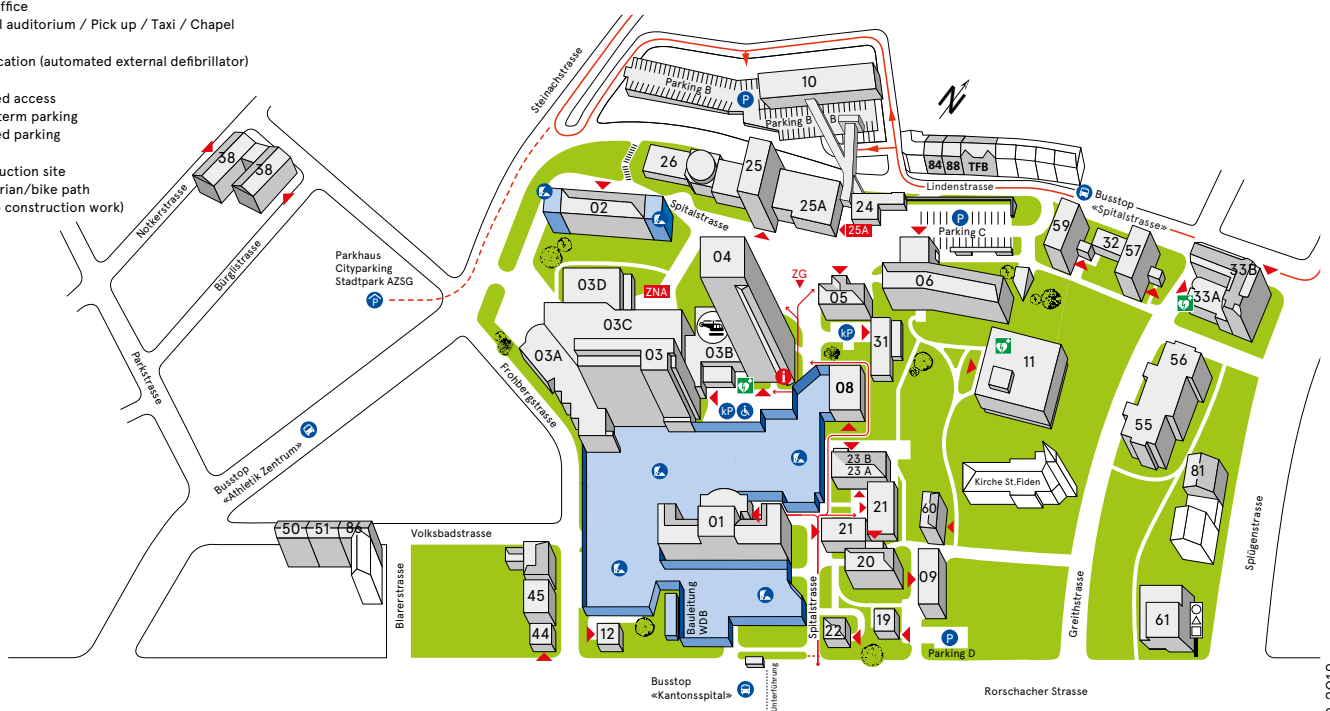 l auditorium / Pick up / Taxi / Chapel
cation (automated external defibrillator)
ed access
term parking
ed parking
uction site
rian/bike path
construction work)
Steinachstrasse
Parking B
P
10
Parking B
B
N
38
38
Notkerstrasse
Bürglistrasse
26
25
25A
24
25A
84 88 TFB
Lindenstrasse
Busstop
«Spitalstrasse»
P
Parking C
02
Spitalstrasse
59
32
57
33B
33A
Parkhaus
Cityparking
Stadtpark AZSG
P
04
ZNA
ZG
05
06
03D
03C
03A
03
03B
kP
31
11
56
55
i
kP
08
Parkstrasse
Frohbergstrasse
Busstop
«Athletik Zentrum»
23 B
23 A
Kirche St.Fiden
81
01
21
21
60
20
09
50 51 86
Volksbadstrasse
Blarerstrasse
45
44
12
Bauleitung
WDB
Spitalstrasse
22
19
P
Parking D
Greithstrasse
Splügenstrasse
61
Busstop
«Kantonsspital»
Unterführung
Rorschacher Strasse